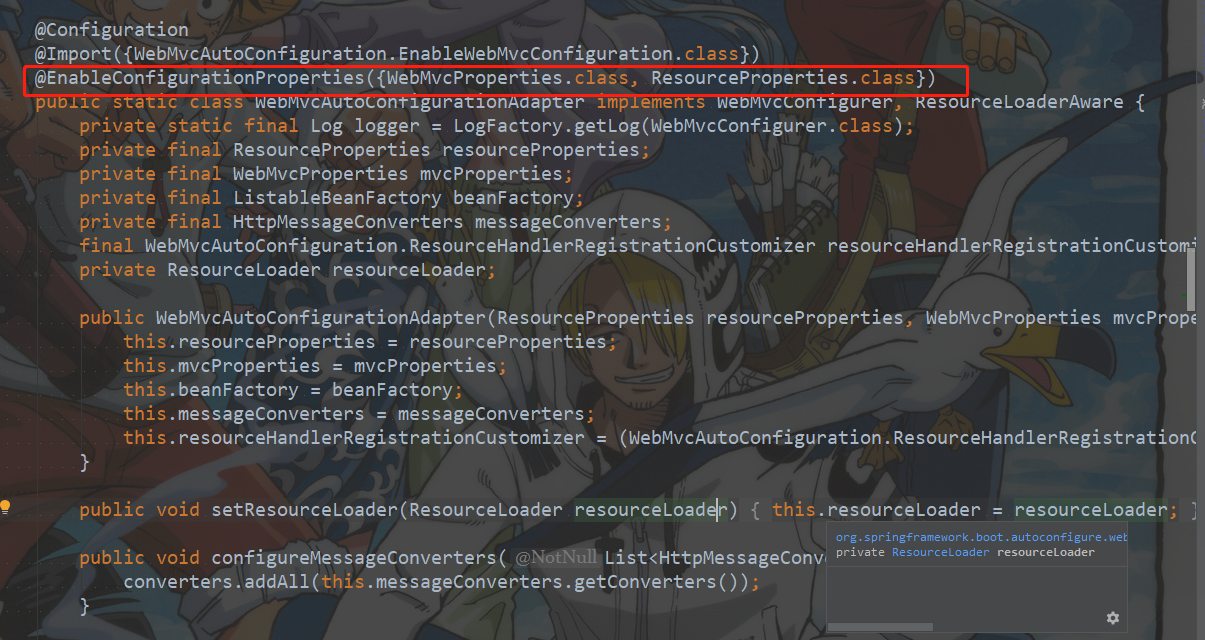 @Configuration
@Import({WebMvcAutoConfiguration.EnableWebMvcConfiguration.class})
@EnableConfigurationProperties({WebMvcProperties.class, ResourceProperties.class})
public static class WebMvcAutoConfigurationAdapter implements WebMvcConfigurer, ResourceLoaderAware {
private static final Log logger = LogFactory.getLog(WebMvcConfigurer.class);
private final ResourceProperties resourceProperties;
private final WebMvcProperties mvcProperties;
private final ListableBeanFactory beanFactory;
private final HttpMessageConverters messageConverters;
final WebMvcAutoConfiguration.ResourceHandlerRegistrationCustomizer resourceHandlerRegistrationCustomi
private ResourceLoader resourceLoader;
public WebMvcAutoConfigurationAdapter(ResourceProperties resourceProperties, WebMvcProperties mvcPrope
this.resourceProperties = resourceProperties;
this.mvcProperties = mvcProperties;
this.beanFactory = beanFactory;
this.messageConverters = messageConverters;
this.resourceHandlerRegistrationCustomizer = (WebMvcAutoConfiguration.ResourceHandlerRegistrationC
}
public void setResourceLoader(ResourceLoader resourceLoader) { this.resourceLoader = resourceLoader; }
org.springframework.boot.autoconfigure.web
private ResourceLoader resourceLoader
public void configureMessageConverters( @NotNull List<HttpMessageConv
converters.addAll(this.messageConverters.getConverters());
}